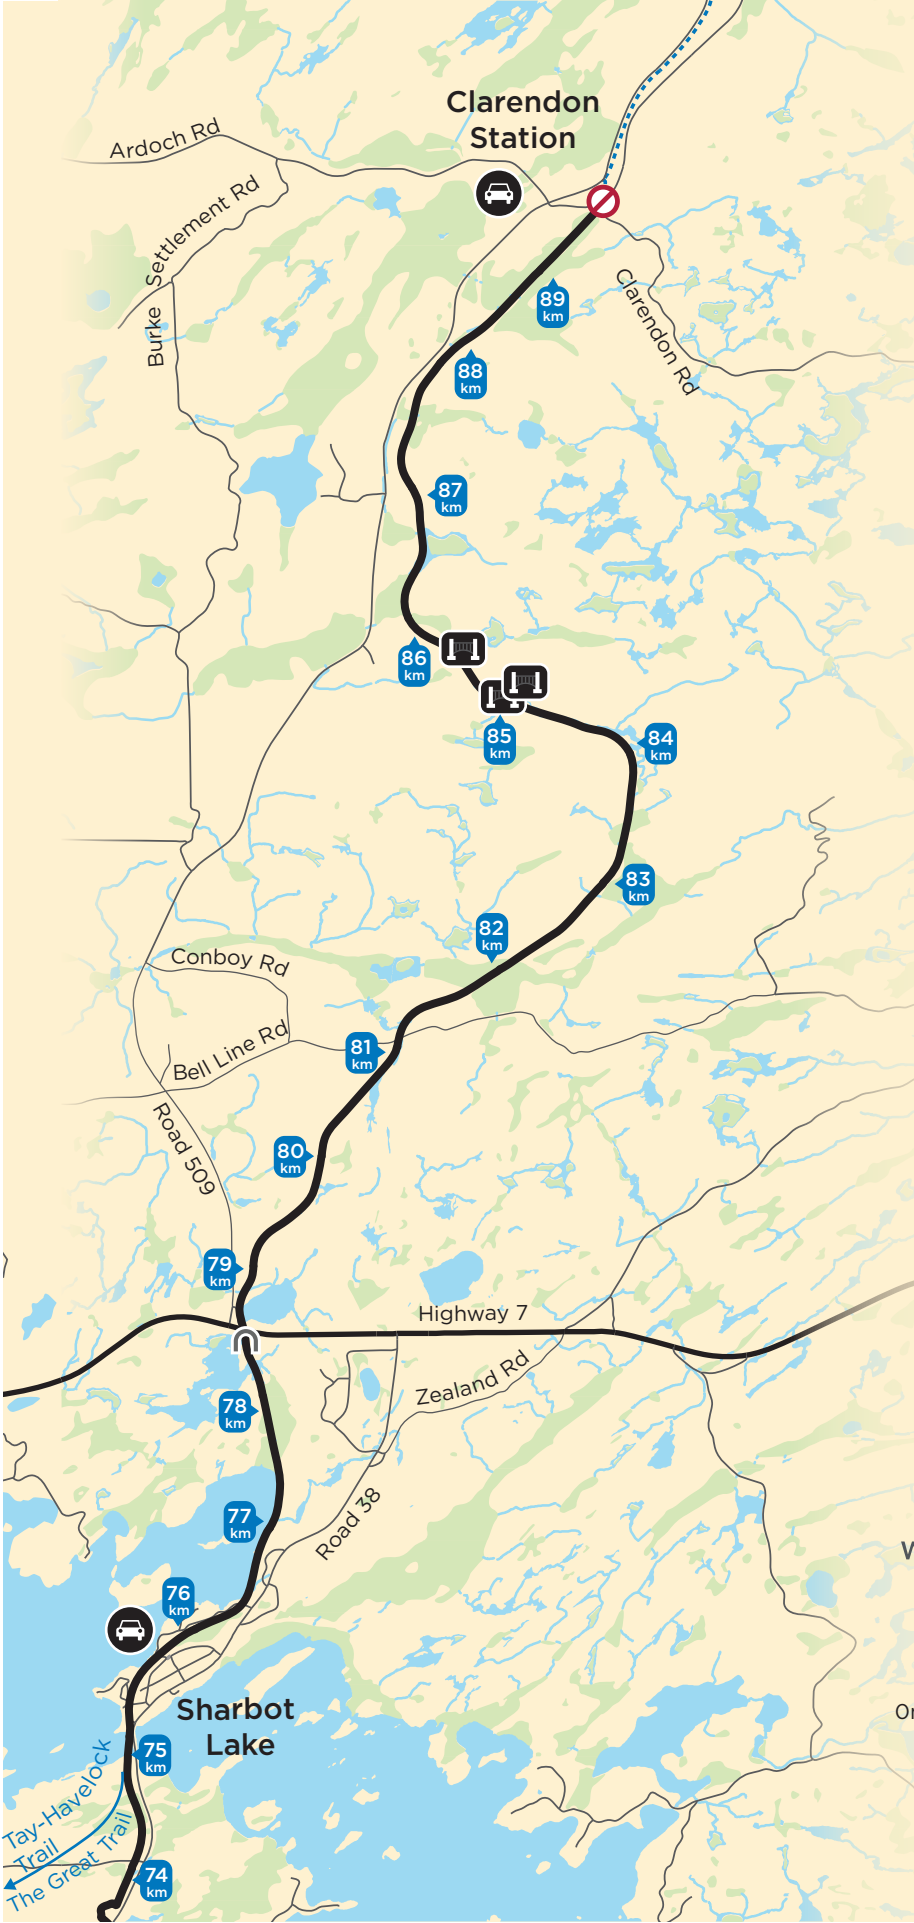 Clarendon
Station
Ardoch Rd
Burke Settlement Rd
Clarendon Rd
89
km
88
km
87
km
86
km
85
km
84
km
83
km
82
km
Conboy Rd
Bell Line Rd
81
km
Road 509
80
km
79
km
Highway 7
Zealand Rd
78
km
77
km
Road 38
76
km
Sharbot
Lake
75
km
Tay-Havelock
Trail
The Great Trail
74
km